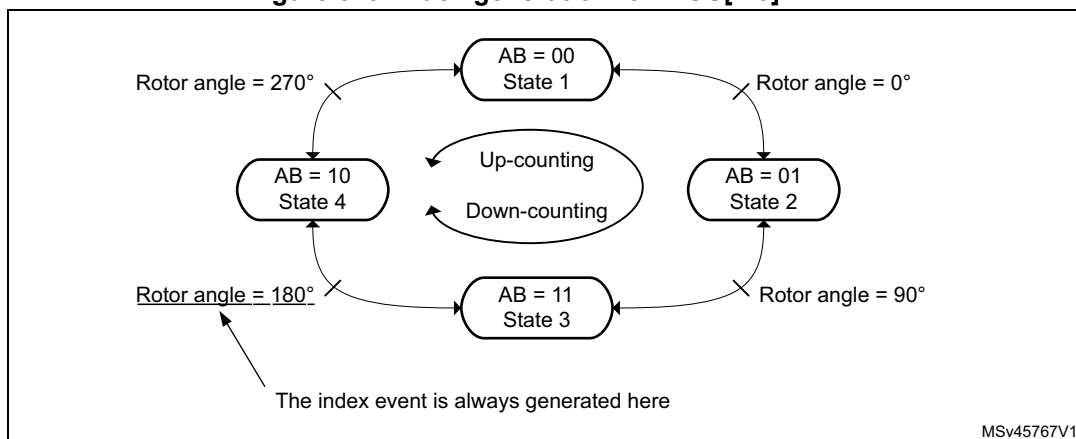 AB = 00
State 1
Rotor angle = 270°
Rotor angle = 0°
Up-counting
AB = 10
State 4
AB = 01
State 2
Down-counting
Rotor angle = 180°
AB = 11
State 3
Rotor angle = 90°
The index event is always generated here
MSv45767V1